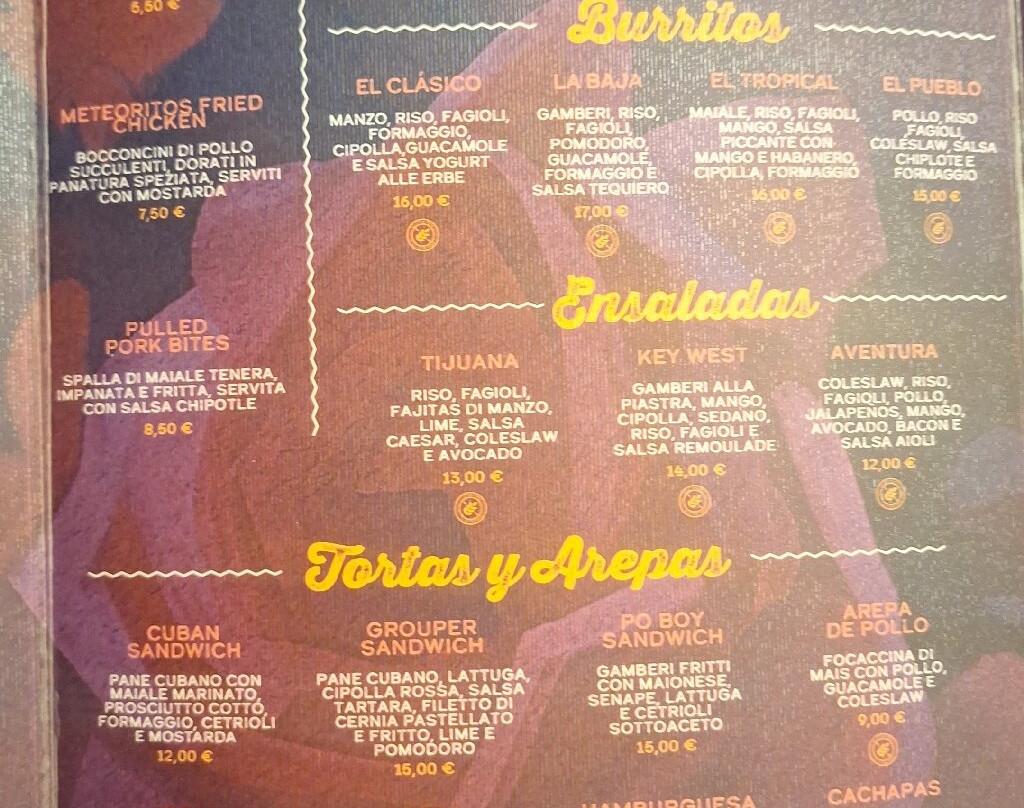 6,50 €
METEORITOS FRIED
CHICKEN
BOCCONCINI DI POLLO
SUCCULENTI, DORATI IN
PANATURA SPEZIATA, SERVITI
CON MOSTARDA
7,50 €
PULLED
PORK BITES
SPALLA DI MAIALE TENERA,
IMPANATA E FRITTA, SERVITA
CON SALSA CHIPOTLE
8,50 €
Burritos
EL CLÁSICO
MANZO, RISO, FAGIOLI,
FORMAGGIO,
CIPOLLA,GUACAMOLE
E SALSA YOGURT
ALLE ERBE
16,00 €
LA BAJA
GAMBERI, RISO,
FAGIOLI,
POMODORO,
GUACAMOLE,
FORMAGGIO E
SALSA TEQUIERO
17,00 €
EL TROPICAL
MAIALE, RISO, FAGIOLI,
MANGO, SALSA
PICCANTE CON
MANGO E HABANERO,
CIPOLLA, FORMAGGIO
16,00 €
EL PUEBLO
POLLO, RISO
FAGIOLI,
COLESLAW, SALSA
CHIPLOTE E
FORMAGGIO
15,00 €
Ensaladas
TIJUANA
RISO, FAGIOLI,
FAJITAS DI MANZO,
LIME, SALSA
CAESAR, COLESLAW
E AVOCADO
13,00 €
KEY WEST
GAMBERI ALLA
PIASTRA, MANGO,
CIPOLLA, SEDANO,
RISO, FAGIOLI E
SALSA REMOULADE
14,00 €
AVENTURA
COLESLAW, RISO,
FAGIOLI, POLLO,
JALAPEÑOS, MANGO,
AVOCADO, BACON E
SALSA AIOLI
12,00 €
Tortas y Arepas
CUBAN
SANDWICH
PANE CUBANO CON
MAIALE MARINATO,
PROSCIUTTO COTTO,
FORMAGGIO, CETRIOLI
E MOSTARDA
12,00 €
GROUPER
SANDWICH
PANE CUBANO, LATTUGA,
CIPOLLA ROSSA, SALSA
TARTARA, FILETTO DI
CERNIA PASTELLATO
E FRITTO, LIME E
POMODORO
15,00 €
PO BOY
SANDWICH
GAMBERI FRITTI
CON MAIONESE,
SENAPE, LATTUGA
E CETRIOLI
SOTTOACETO
15,00 €
AREPA
DE POLLO
FOCACCINA DI
MAIS CON POLLO,
GUACAMOLE E
COLESLAW
9,00 €
HAMBURGUESA
CACHAPAS